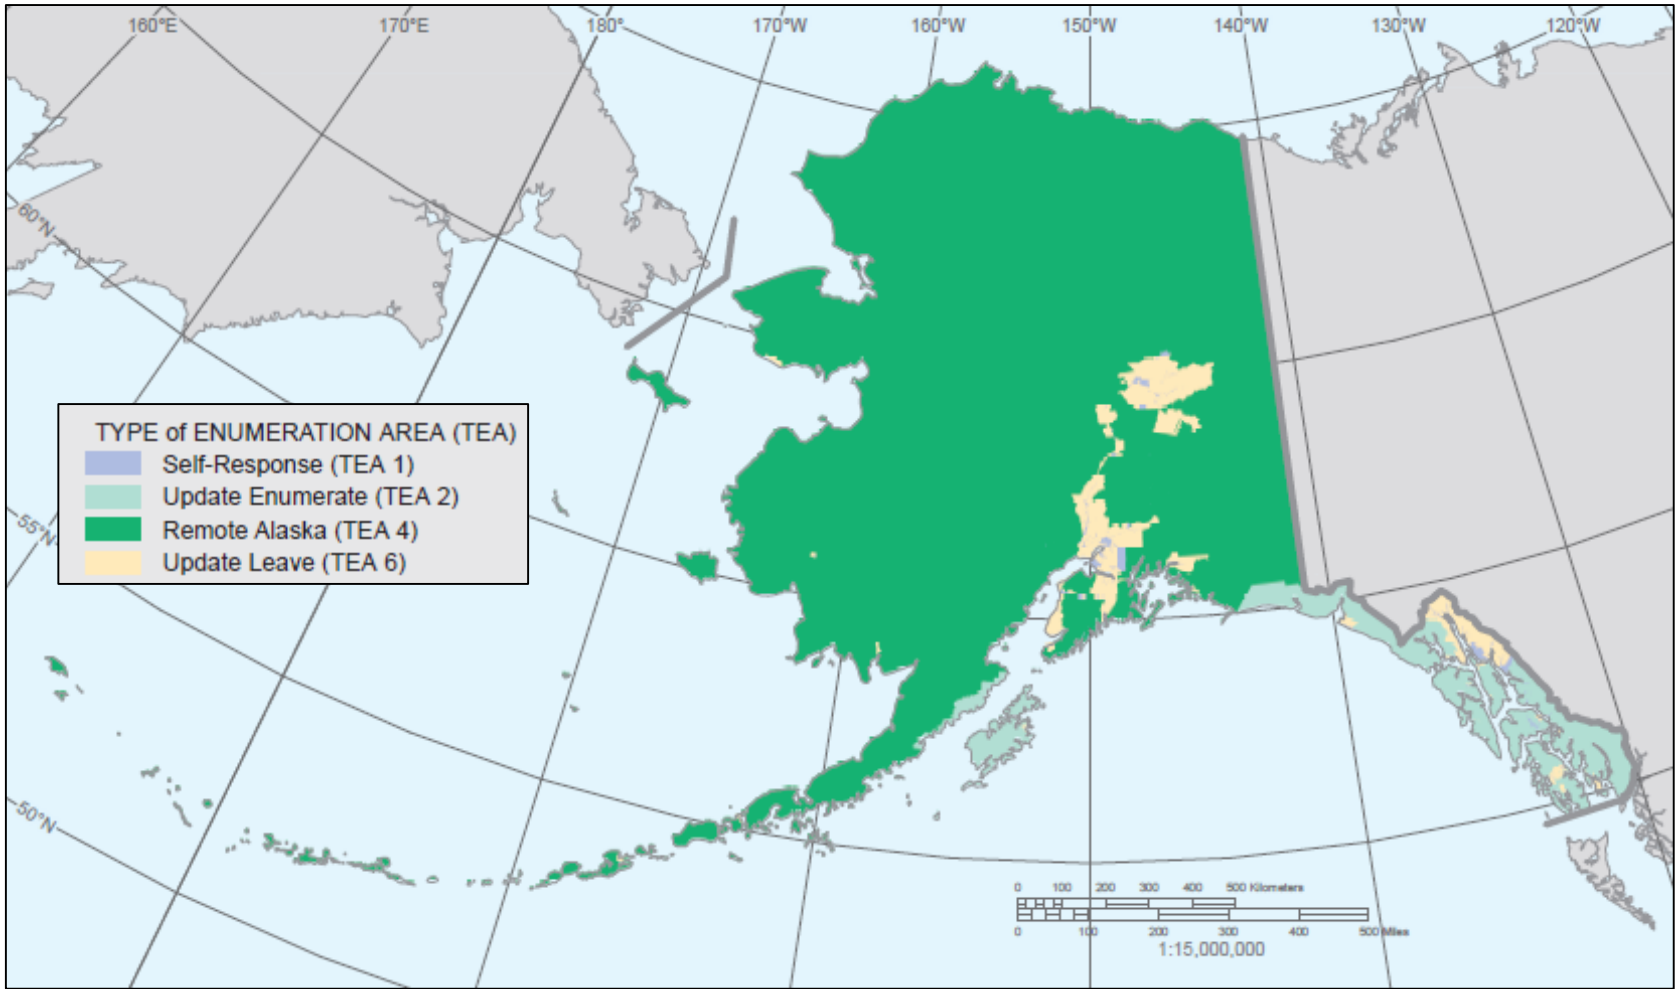 160°E 170°E 180° 170°W 160°W 150°W 140°W 130°W 120°W
60°N
TYPE of ENUMERATION AREA (TEA)
Self-Response (TEA 1)
Update Enumerate (TEA 2)
Remote Alaska (TEA 4)
Update Leave (TEA 6)
55°N
50°N
0 100 200 300 400 500 Kilometers
0 100 200 300 400 500 Miles
1:15,000,000